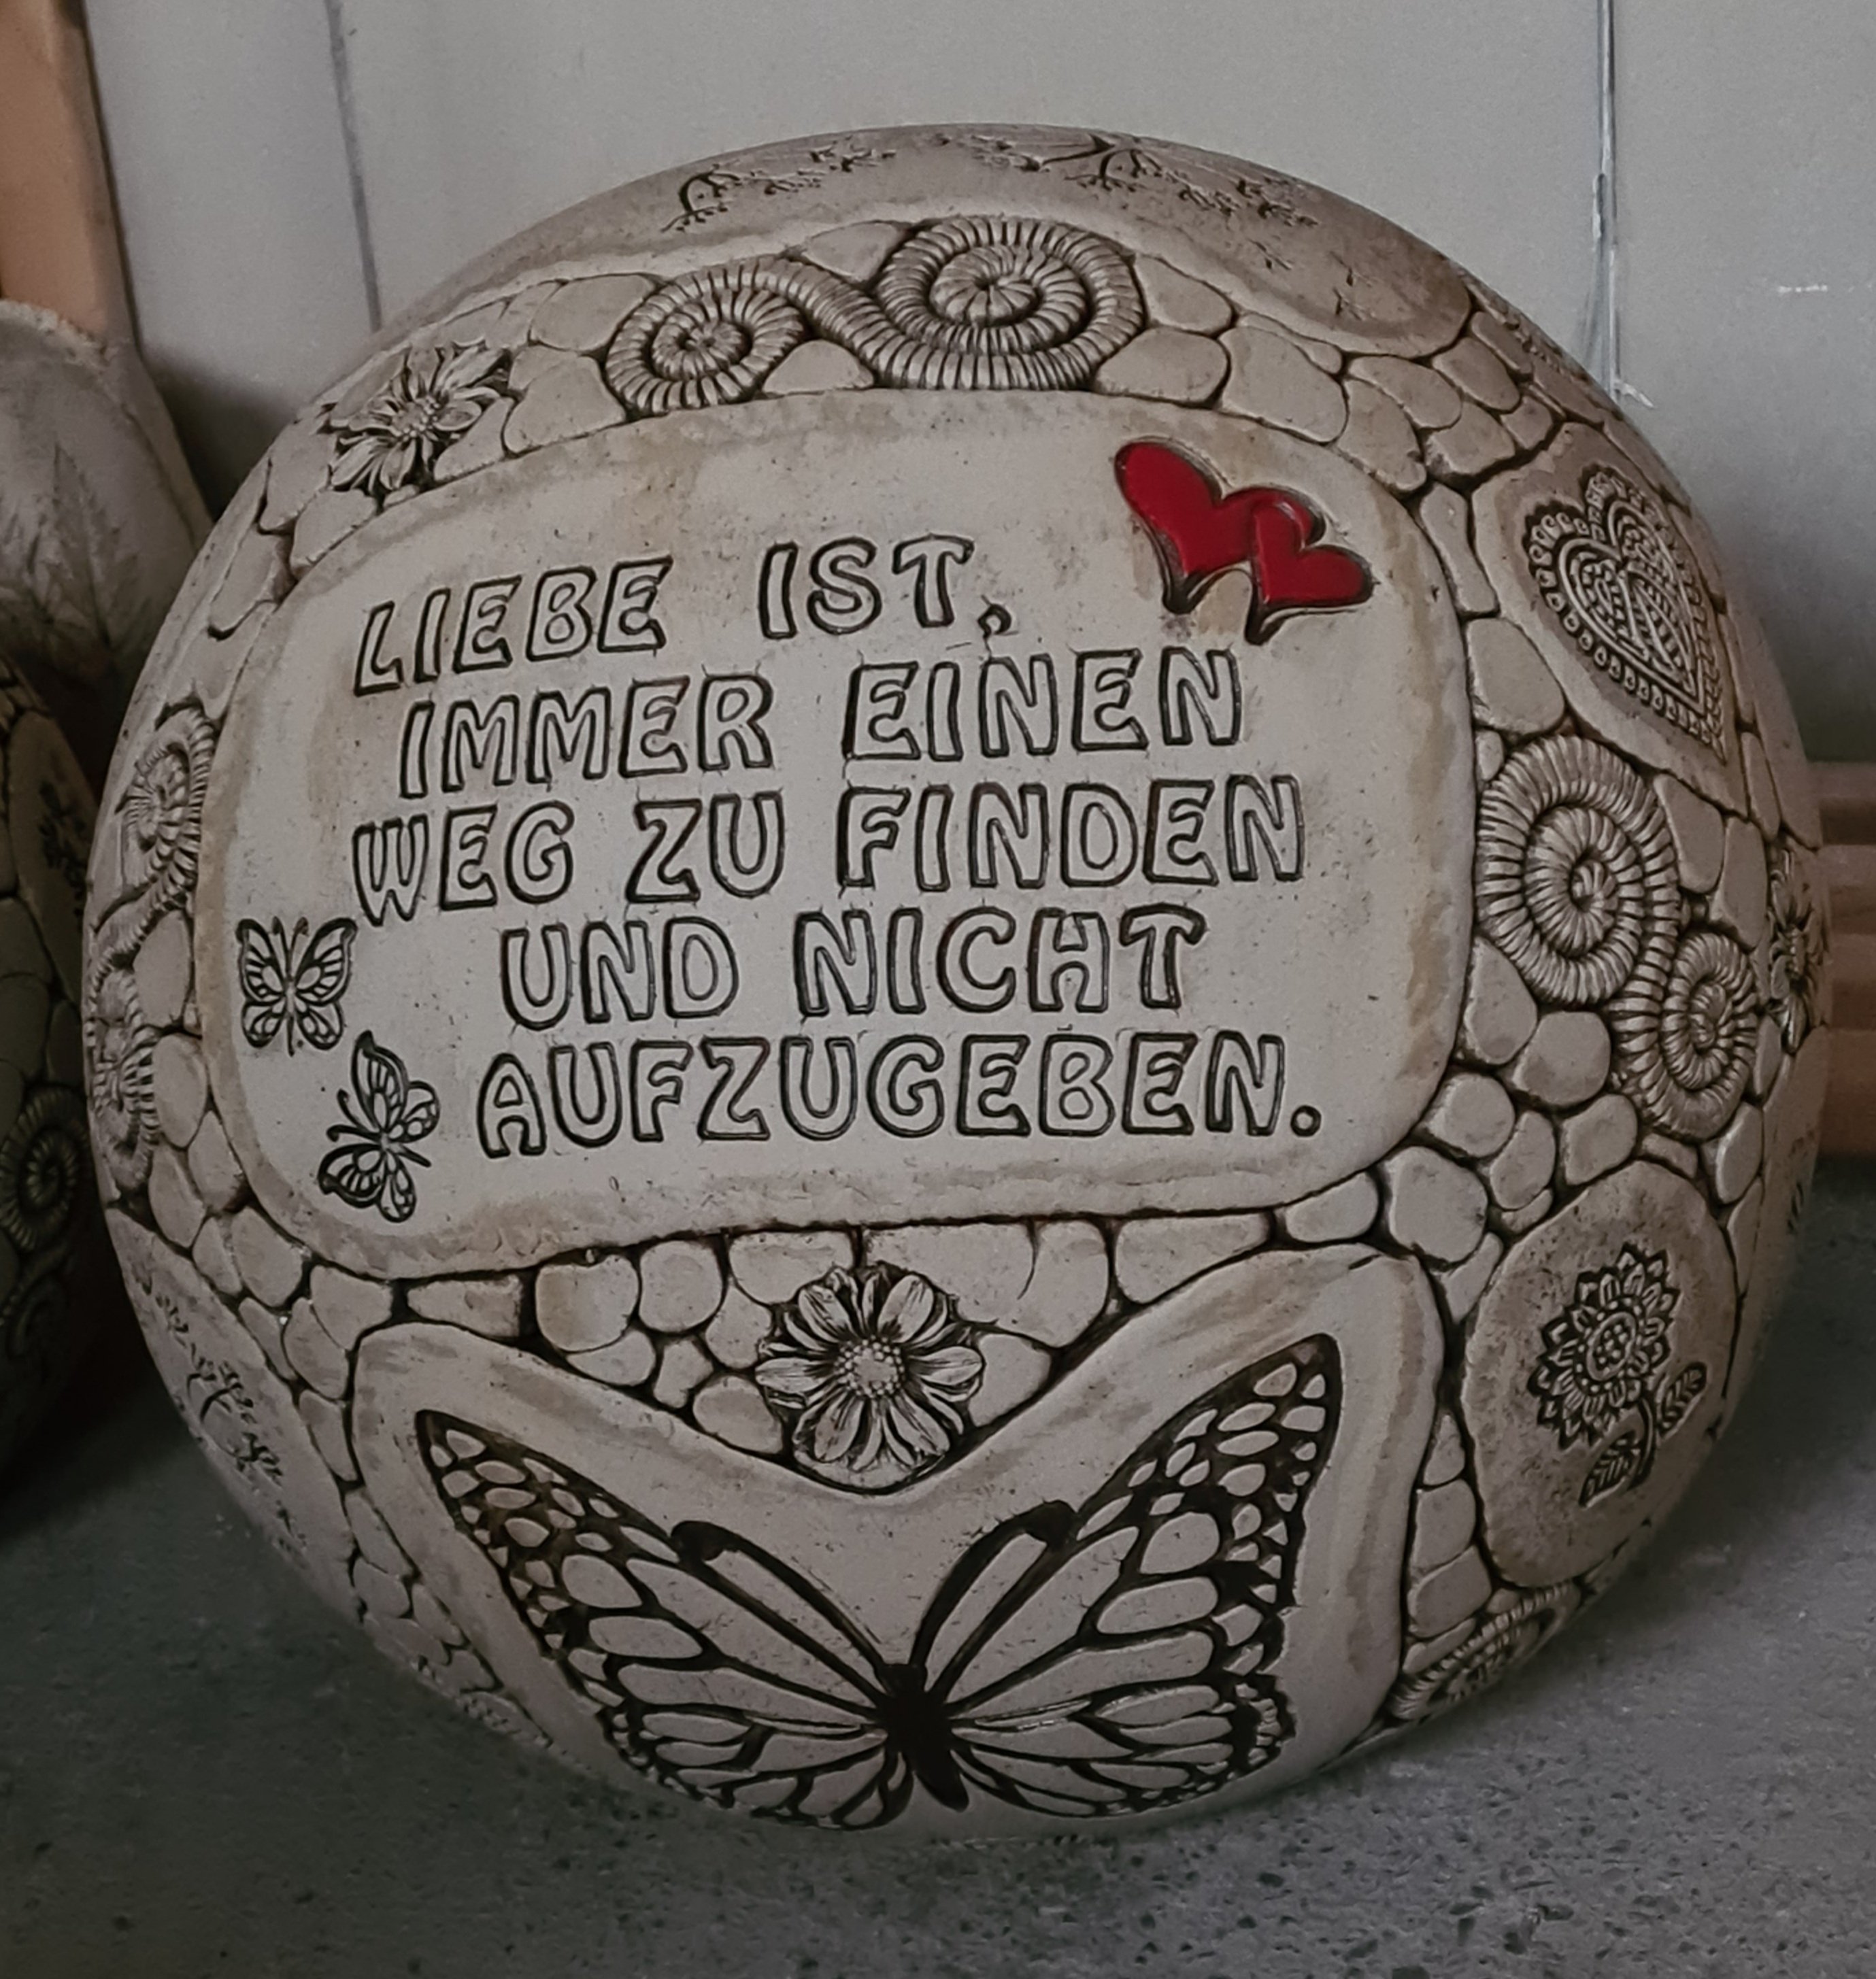 LIEBE IST,
IMMER EINEN
WEG ZU FINDEN
UND NICHT
AUFZUGEBEN.